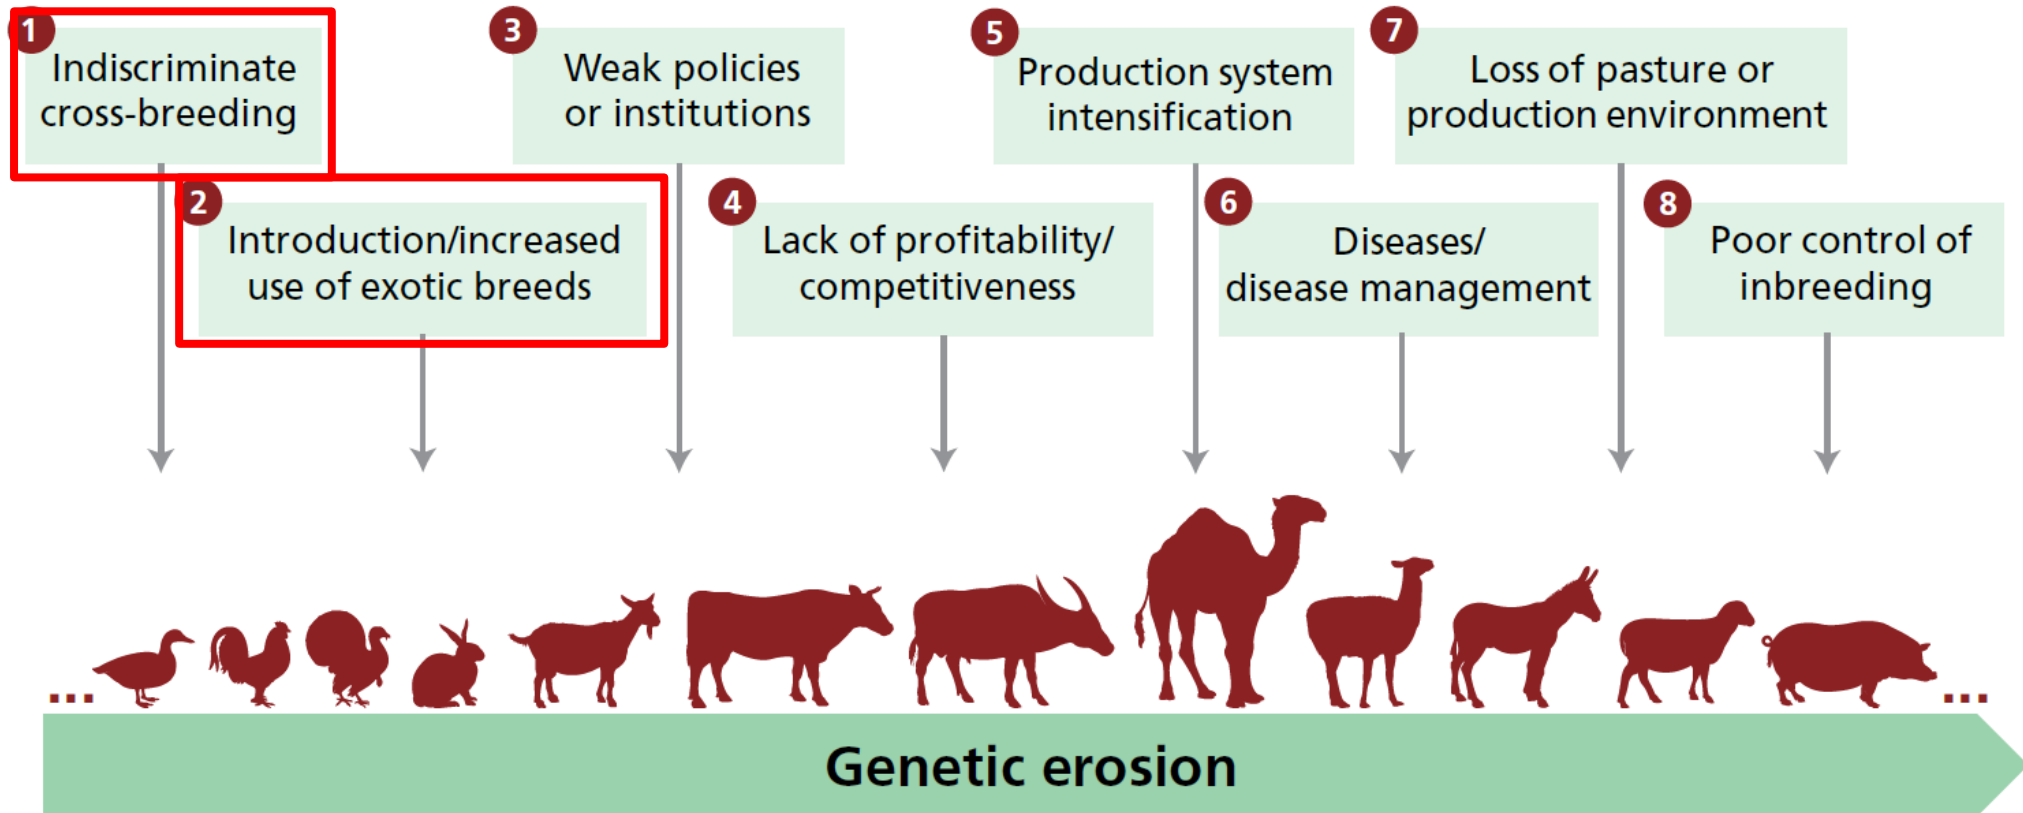 1
Indiscriminate
cross-breeding
2
Introduction/increased
use of exotic breeds
3
Weak policies
or institutions
4
Lack of profitability/
competitiveness
5
Production system
intensification
6
Diseases/
disease management
7
Loss of pasture or
production environment
8
Poor control of
inbreeding
...
...
Genetic erosion